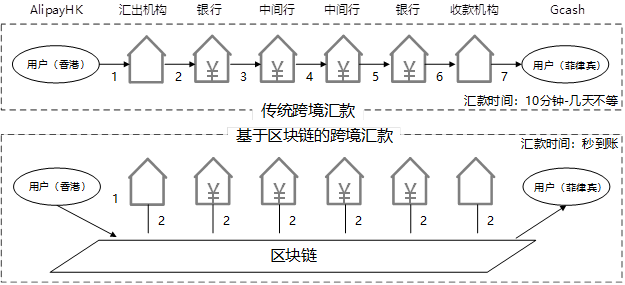 AlipayHK 汇出机构 银行 中间行 中间行 银行 收款机构 Gcash
用户（香港） ¥ ¥ ¥ ¥ 用户（菲律宾）
1 2 3 4 5 6 7
汇款时间：10分钟-几天不等
传统跨境汇款
基于区块链的跨境汇款
汇款时间：秒到账
用户（香港） ¥ ¥ ¥ ¥ 用户（菲律宾）
1
2 2 2 2 2 2
区块链